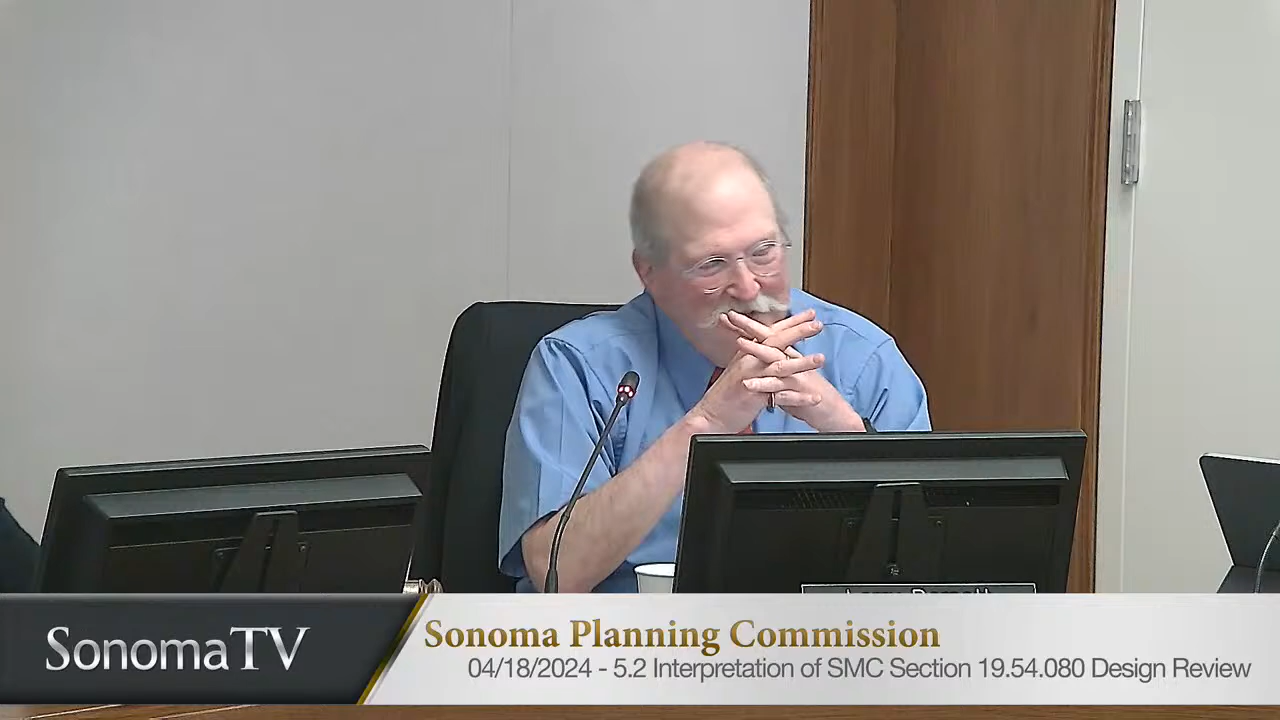 SonomaTV
Sonoma Planning Commission
04/18/2024 - 5.2 Interpretation of SMC Section 19.54.080 Design Review